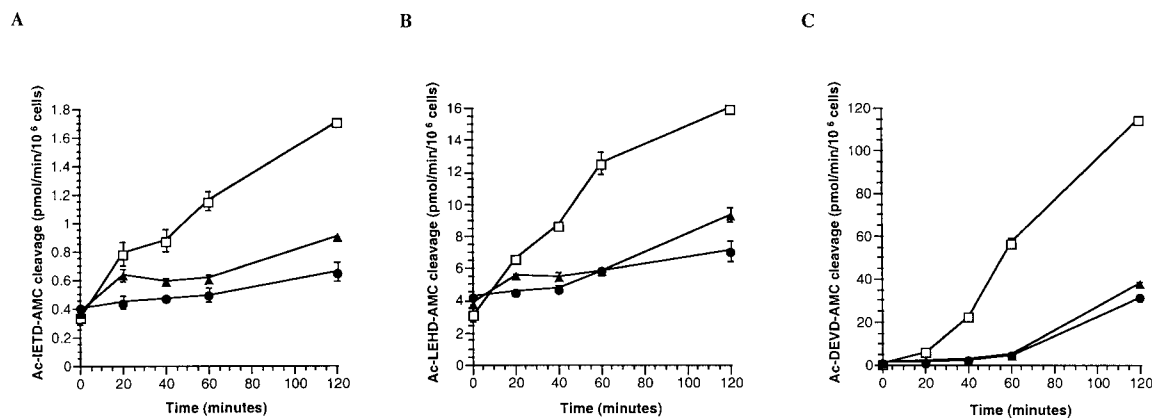 A
B
C
Ac-IETD-AMC cleavage (pmol/min/10⁶ cells)
1.8
1.6
1.4
1.2
1
0.8
0.6
0.4
0.2
0
0 20 40 60 80 100 120
Time (minutes)
Ac-LEHD-AMC cleavage (pmol/min/10⁶ cells)
16
14
12
10
8
6
4
2
0
0 20 40 60 80 100 120
Time (minutes)
Ac-DEVD-AMC cleavage (pmol/min/10⁶ cells)
120
100
80
60
40
20
0
0 20 40 60 80 100 120
Time (minutes)